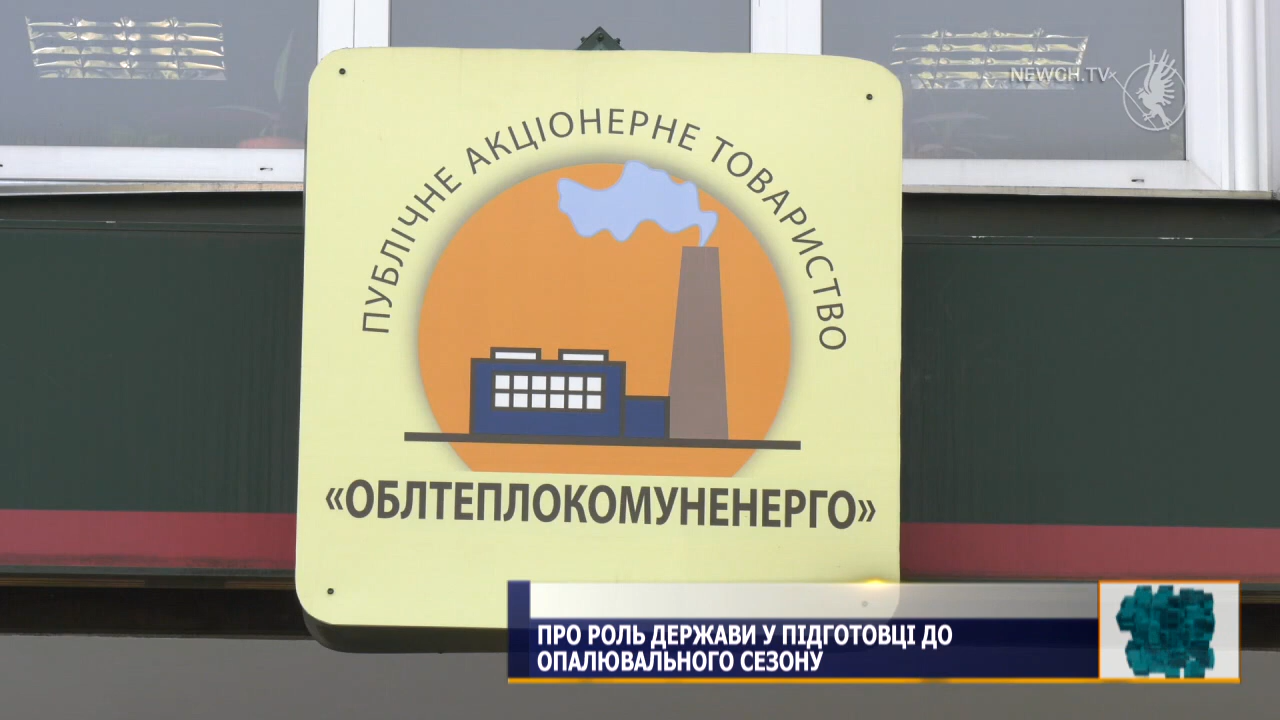 NEWCH.TV
ПУБЛІЧНЕ АКЦІОНЕРНЕ ТОВАРИСТВО
«ОБЛТЕПЛОКОМУНЕНЕРГО»
ПРО РОЛЬ ДЕРЖАВИ У ПІДГОТОВЦІ ДО
ОПАЛЮВАЛЬНОГО СЕЗОНУ